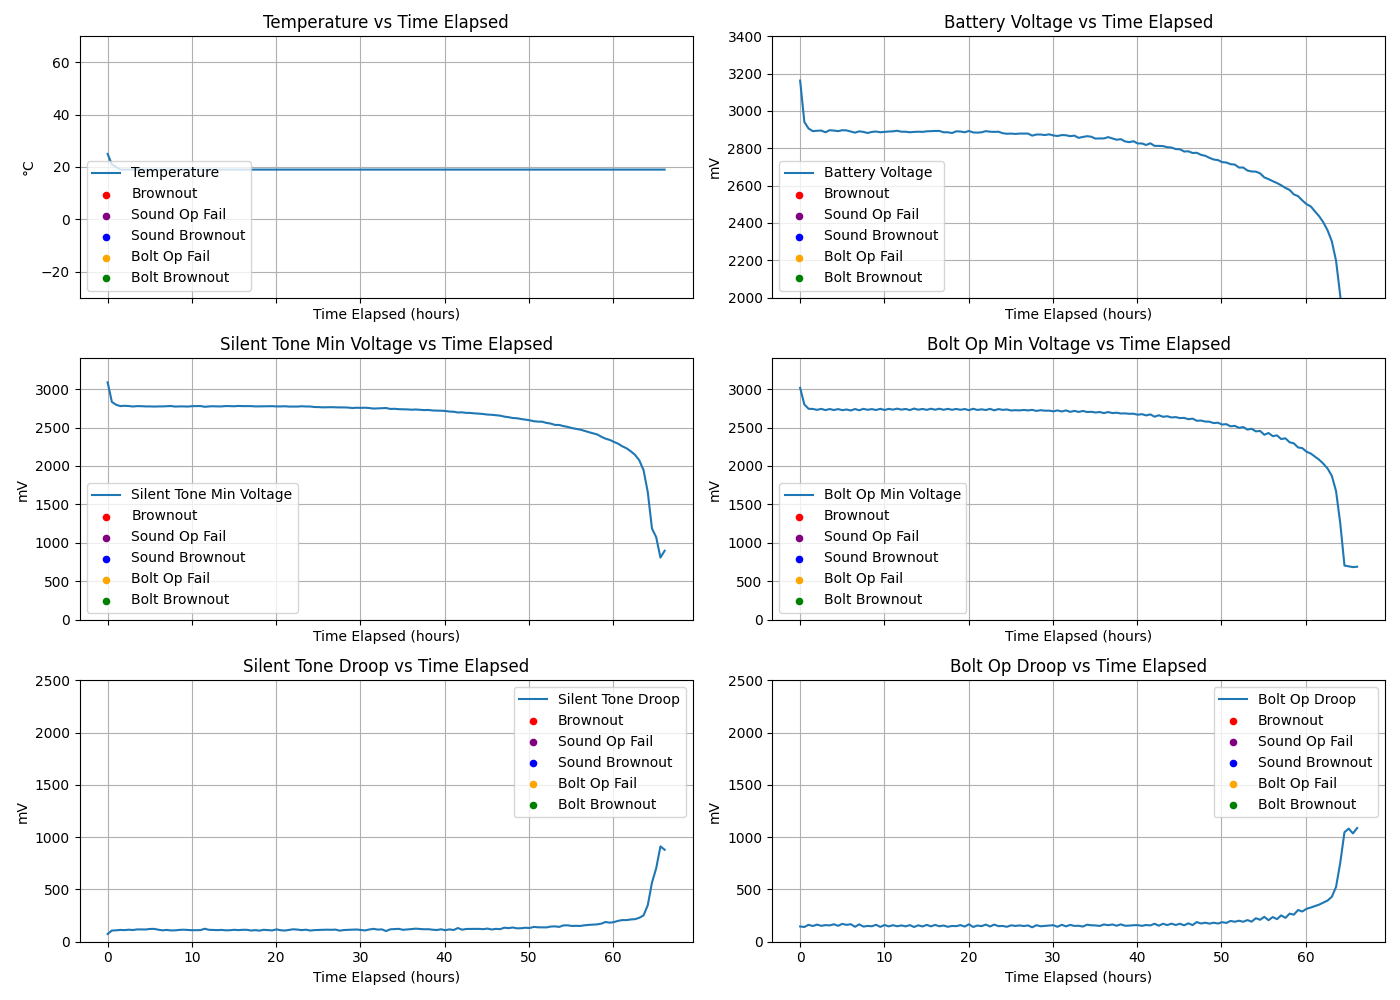 Temperature vs Time Elapsed
60
40
20
0
−20
°C
Temperature
Brownout
Sound Op Fail
Sound Brownout
Bolt Op Fail
Bolt Brownout
Time Elapsed (hours)
Battery Voltage vs Time Elapsed
3400
3200
3000
2800
2600
2400
2200
2000
mV
Battery Voltage
Brownout
Sound Op Fail
Sound Brownout
Bolt Op Fail
Bolt Brownout
Time Elapsed (hours)
Silent Tone Min Voltage vs Time Elapsed
3000
2500
2000
1500
1000
500
0
mV
Silent Tone Min Voltage
Brownout
Sound Op Fail
Sound Brownout
Bolt Op Fail
Bolt Brownout
Time Elapsed (hours)
Bolt Op Min Voltage vs Time Elapsed
3000
2500
2000
1500
1000
500
0
mV
Bolt Op Min Voltage
Brownout
Sound Op Fail
Sound Brownout
Bolt Op Fail
Bolt Brownout
Time Elapsed (hours)
Silent Tone Droop vs Time Elapsed
2500
2000
1500
1000
500
0
mV
Silent Tone Droop
Brownout
Sound Op Fail
Sound Brownout
Bolt Op Fail
Bolt Brownout
0 10 20 30 40 50 60
Time Elapsed (hours)
Bolt Op Droop vs Time Elapsed
2500
2000
1500
1000
500
0
mV
Bolt Op Droop
Brownout
Sound Op Fail
Sound Brownout
Bolt Op Fail
Bolt Brownout
0 10 20 30 40 50 60
Time Elapsed (hours)